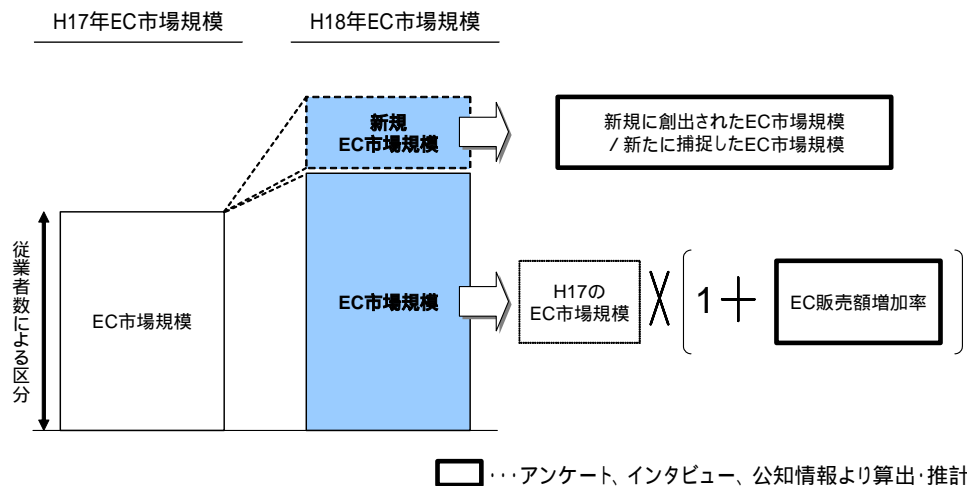 H17年EC市場規模
H18年EC市場規模
新規
EC市場規模
新規に創出されたEC市場規模
/ 新たに捕捉したEC市場規模
従業者数による区分
EC市場規模
EC市場規模
H17の
EC市場規模
X
1+
EC販売額増加率
･･･アンケート、インタビュー、公知情報より算出･推計